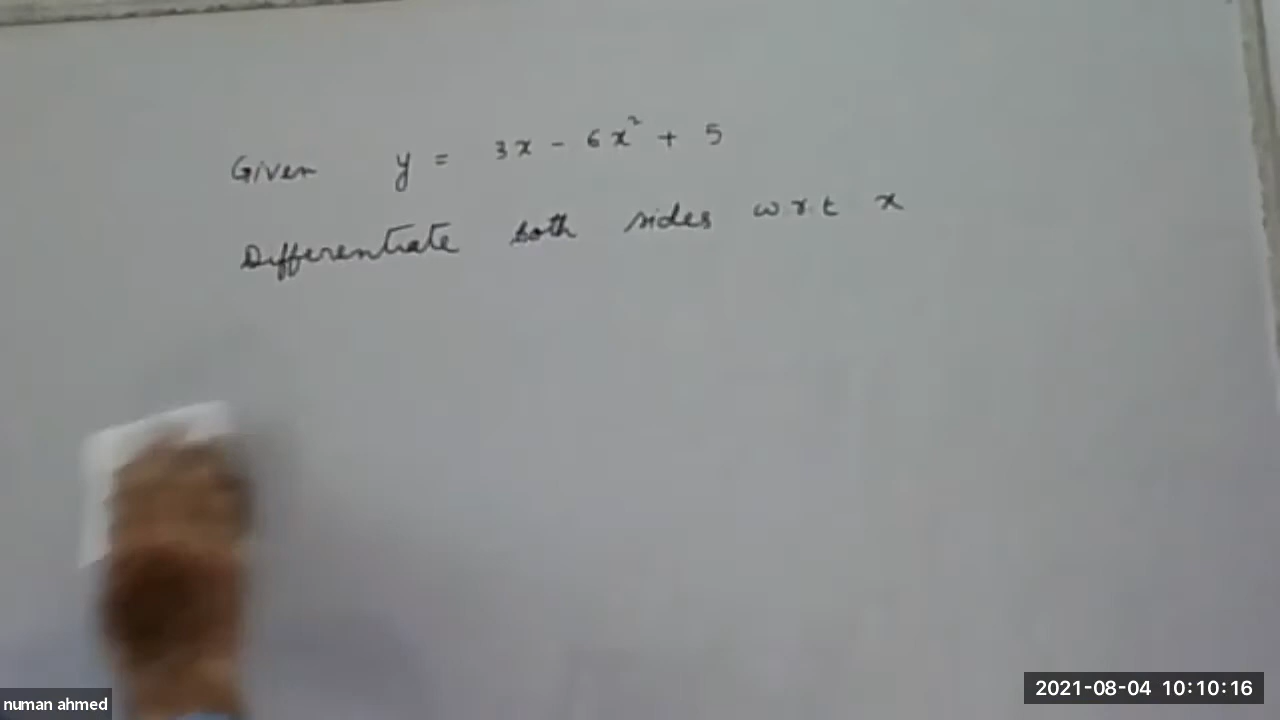 Given y = 3x - 6x² + 5
Differentiate both sides w r t x
numan ahmed
2021-08-04 10:10:16